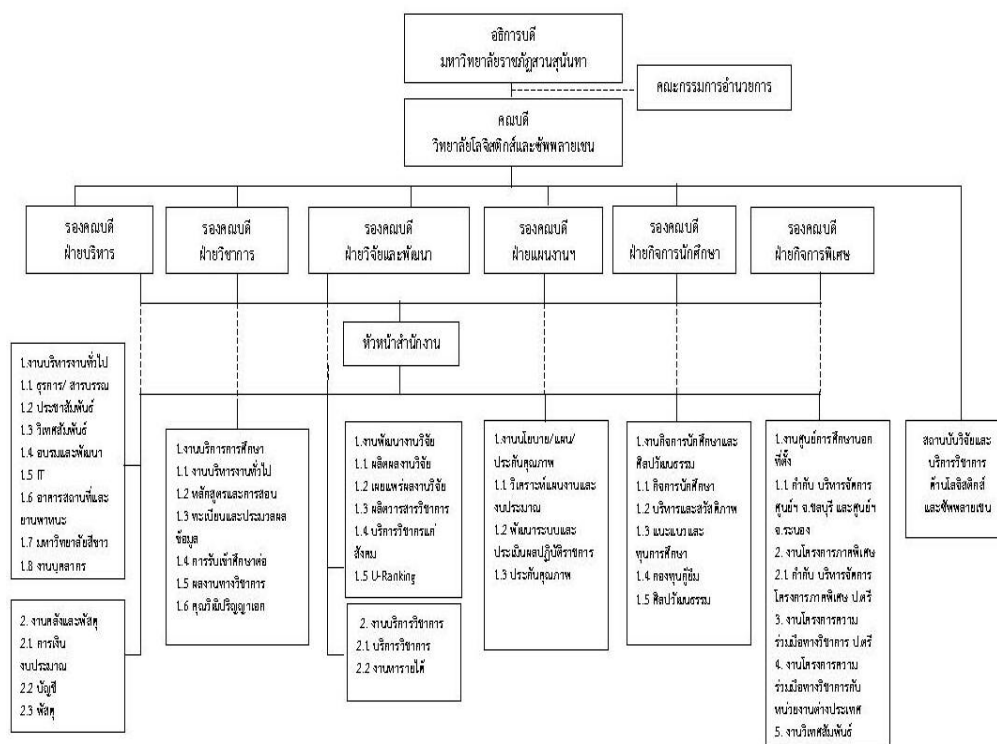 อธิการบดี
มหาวิทยาลัยราชภัฏสวนสุนันทา
คณะกรรมการอำนวยการ
คณบดี
วิทยาลัยโลจิสติกส์และซัพพลายเชน
รองคณบดี
ฝ่ายบริหาร
รองคณบดี
ฝ่ายวิชาการ
รองคณบดี
ฝ่ายวิจัยและพัฒนา
รองคณบดี
ฝ่ายแผนงานฯ
รองคณบดี
ฝ่ายกิจการนักศึกษา
รองคณบดี
ฝ่ายกิจการพิเศษ
หัวหน้าสำนักงาน
1.งานบริหารงานทั่วไป
1.1 ธุรการ/ สารบรรณ
1.2 ประชาสัมพันธ์
1.3 วิเทศสัมพันธ์
1.4 อบรมและพัฒนา
1.5 IT
1.6 อาคารสถานที่และ
ยานพาหนะ
1.7 มหาวิทยาลัยสีขาว
1.8 งานบุคลากร
2. งานคลังและพัสดุ
2.1 การเงิน
งบประมาณ
2.2 บัญชี
2.3 พัสดุ
1.งานบริการการศึกษา
1.1 งานบริหารงานทั่วไป
1.2 หลักสูตรและการสอน
1.3 ทะเบียนและประมวลผล
ข้อมูล
1.4 การรับเข้าศึกษาต่อ
1.5 ผลงานทางวิชาการ
1.6 คุณวุฒิปริญญาเอก
1.งานพัฒนางานวิจัย
1.1 ผลิตผลงานวิจัย
1.2 เผยแพร่ผลงานวิจัย
1.3 ผลิตวารสารวิชาการ
1.4 บริการวิชาการแก่
สังคม
1.5 U-Ranking
2. งานบริการวิชาการ
2.1 บริการวิชาการ
2.2 งานหารายได้
1.งานนโยบาย/แผน/
ประกันคุณภาพ
1.1 วิเคราะห์แผนงานและ
งบประมาณ
1.2 พัฒนาระบบและ
ประเมินผลปฏิบัติราชการ
1.3 ประกันคุณภาพ
1.งานกิจการนักศึกษาและ
ศิลปวัฒนธรรม
1.1 กิจการนักศึกษา
1.2 บริหารและสวัสดิภาพ
1.3 แนะแนวและ
ทุนการศึกษา
1.4 กองทุนกู้ยืม
1.5 ศิลปวัฒนธรรม
1.งานศูนย์การศึกษานอก
ที่ตั้ง
1.1 กำกับ บริหารจัดการ
ศูนย์ฯ จ.ชลบุรี และศูนย์ฯ
จ.ระนอง
2. งานโครงการภาคพิเศษ
2.1 กำกับ บริหารจัดการ
โครงการภาคพิเศษ ป.ตรี
3. งานโครงการความ
ร่วมมือทางวิชาการ ป.ตรี
4. งานโครงการความ
ร่วมมือทางวิชาการกับ
หน่วยงานต่างประเทศ
5. งานวิเทศสัมพันธ์
สถาบันวิจัยและ
บริการวิชาการ
ด้านโลจิสติกส์
และซัพพลายเชน